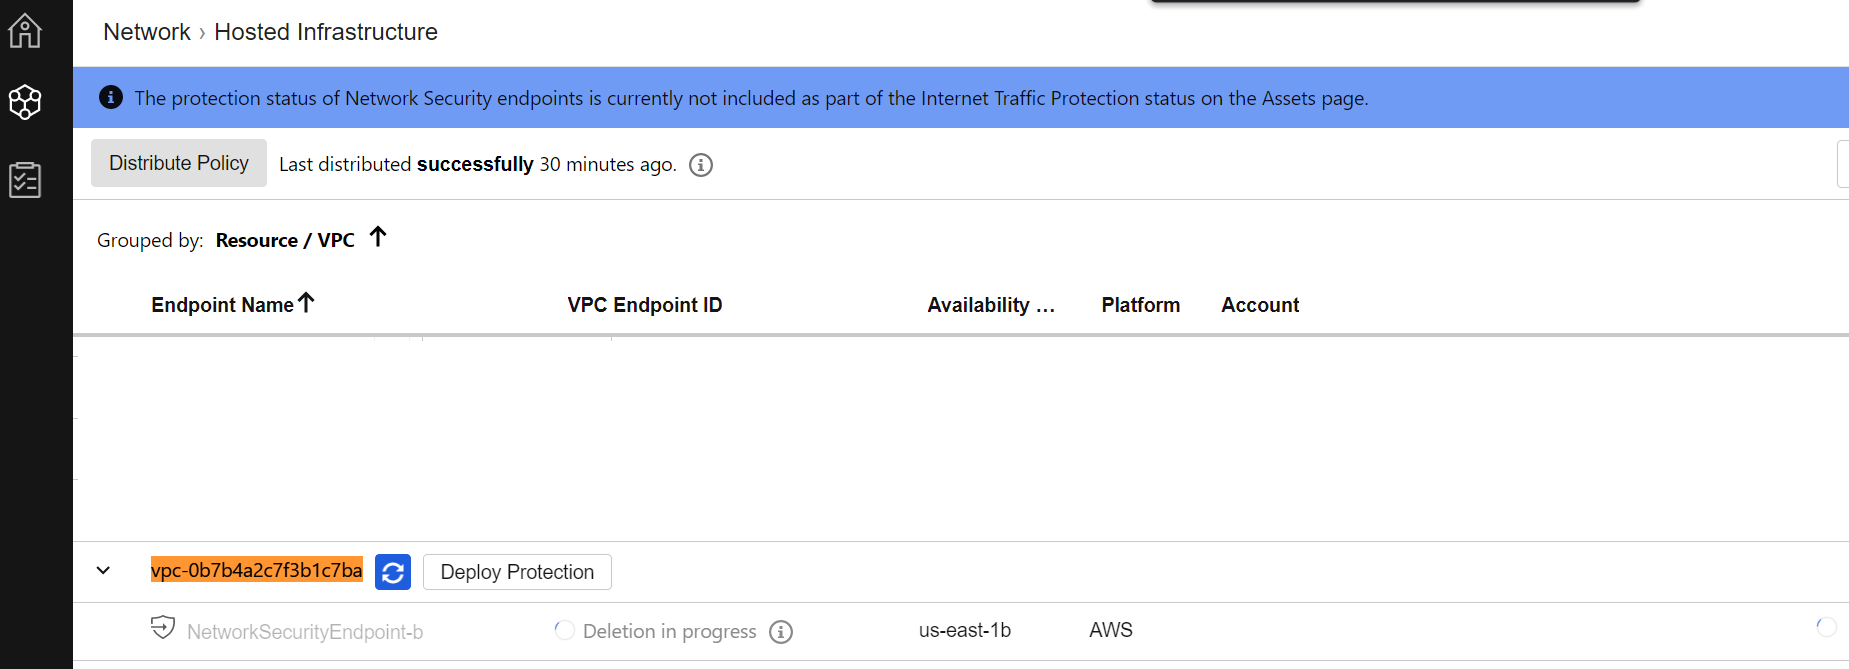 Network › Hosted Infrastructure
The protection status of Network Security endpoints is currently not included as part of the Internet Traffic Protection status on the Assets page.
Distribute Policy Last distributed successfully 30 minutes ago.
Grouped by: Resource / VPC
Endpoint Name VPC Endpoint ID Availability ... Platform Account
vpc-0b7b4a2c7f3b1c7ba Deploy Protection
NetworkSecurityEndpoint-b Deletion in progress us-east-1b AWS